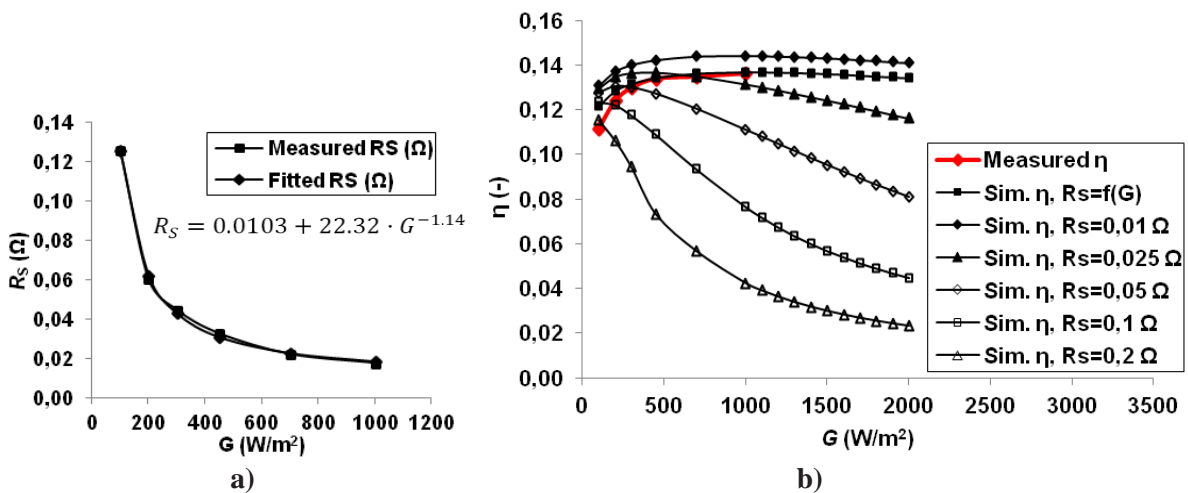 0,14
0,12
0,10
0,08
0,06
0,04
0,02
0,00
R_S (Ω)
0 200 400 600 800 1000 1200
G (W/m²)
Measured RS (Ω)
Fitted RS (Ω)
R_S = 0.0103 + 22.32 · G^{−1.14}
a)
0,16
0,14
0,12
0,10
0,08
0,06
0,04
0,02
0,00
η (-)
0 500 1000 1500 2000 2500 3000 3500
G (W/m²)
Measured η
Sim. η, Rs=f(G)
Sim. η, Rs=0,01 Ω
Sim. η, Rs=0,025 Ω
Sim. η, Rs=0,05 Ω
Sim. η, Rs=0,1 Ω
Sim. η, Rs=0,2 Ω
b)